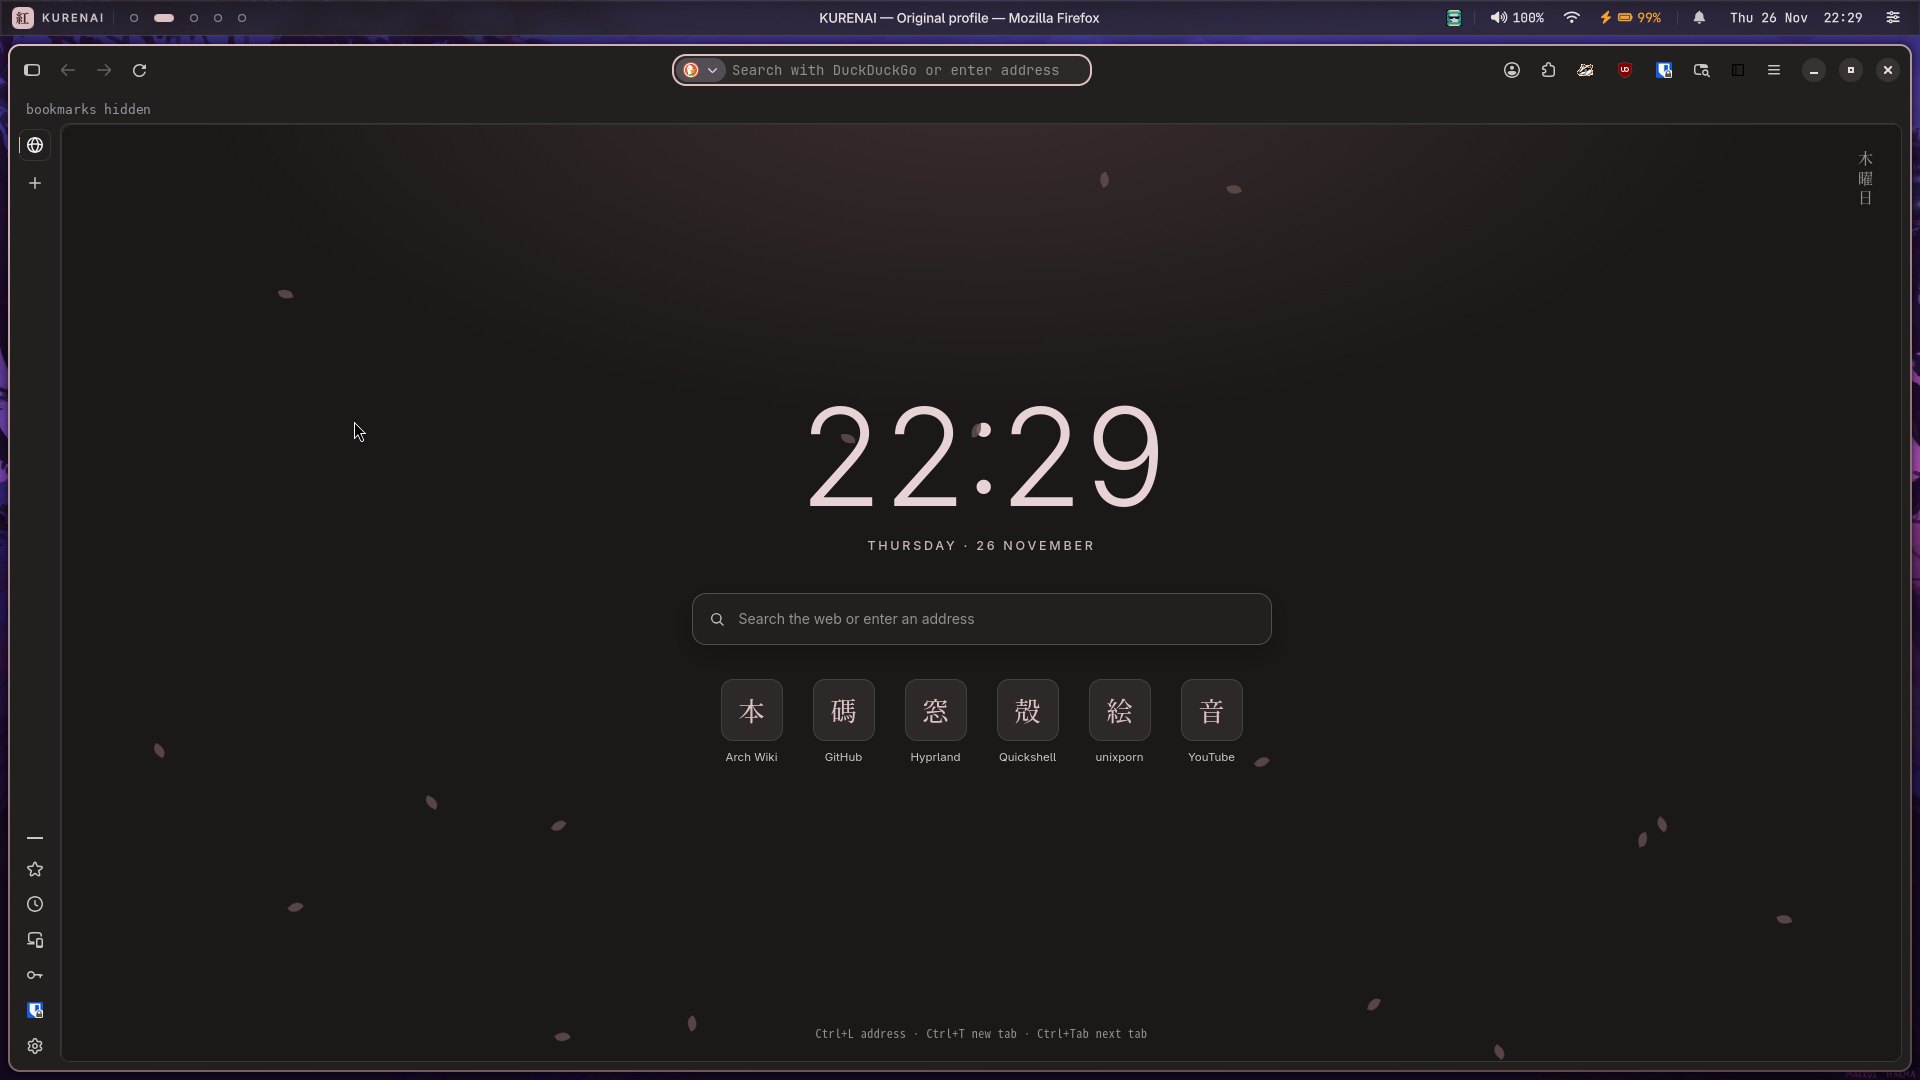 紅 KURENAI
KURENAI — Original profile — Mozilla Firefox
100%
99%
Thu 26 Nov 22:29
Search with DuckDuckGo or enter address
bookmarks hidden
木曜日
22:29
THURSDAY · 26 NOVEMBER
Search the web or enter an address
本 碼 窓 殻 絵 音
Arch Wiki GitHub Hyprland Quickshell unixporn YouTube
Ctrl+L address · Ctrl+T new tab · Ctrl+Tab next tab